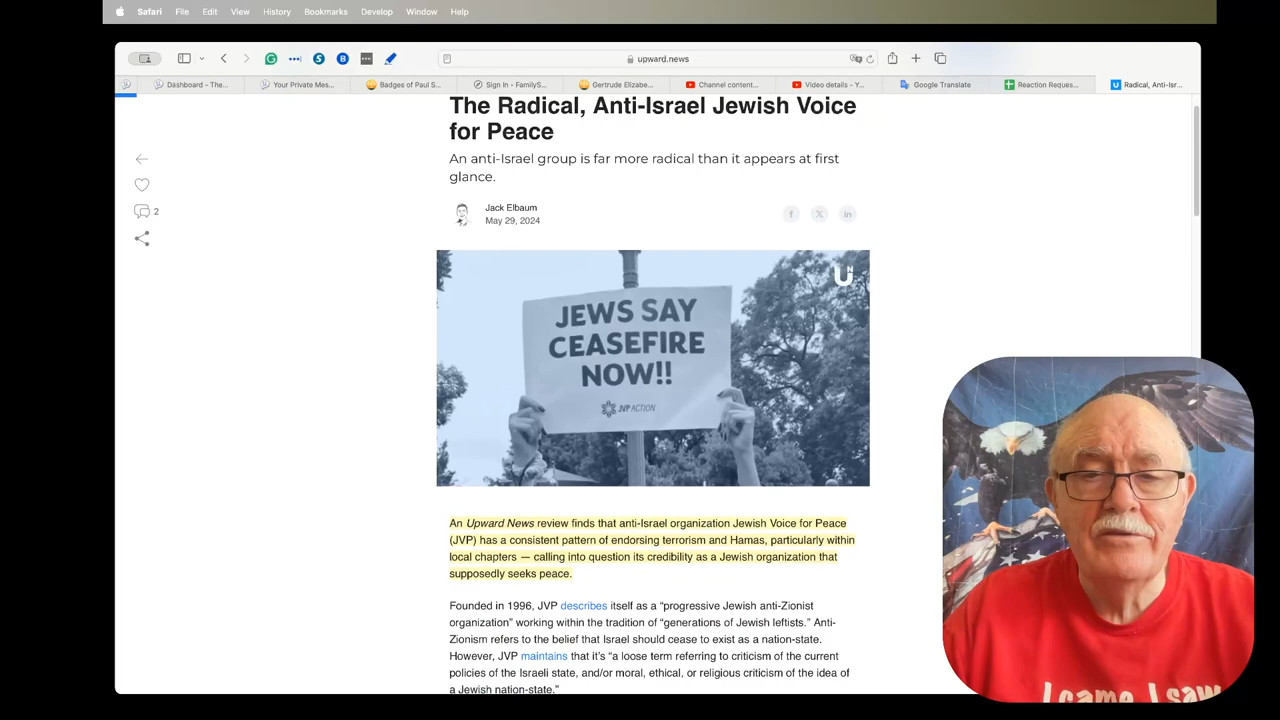 Safari File Edit View History Bookmarks Develop Window Help
upward.news
Dashboard - The... Your Private Mes... Badges of Paul S... Sign In - FamilyS... Gertrude Elizabe... Channel content... Video details - Y... Google Translate Reaction Reques... Radical, Anti-Isr...
The Radical, Anti-Israel Jewish Voice
for Peace
An anti-Israel group is far more radical than it appears at first
glance.
2
Jack Elbaum
May 29, 2024
UN
JEWS SAY
CEASEFIRE
NOW!!
JVP ACTION
An Upward News review finds that anti-Israel organization Jewish Voice for Peace
(JVP) has a consistent pattern of endorsing terrorism and Hamas, particularly within
local chapters — calling into question its credibility as a Jewish organization that
supposedly seeks peace.
Founded in 1996, JVP describes itself as a “progressive Jewish anti-Zionist
organization” working within the tradition of “generations of Jewish leftists.” Anti-
Zionism refers to the belief that Israel should cease to exist as a nation-state.
However, JVP maintains that it’s “a loose term referring to criticism of the current
policies of the Israeli state, and/or moral, ethical, or religious criticism of the idea of
a Jewish nation-state.”
I came, I saw